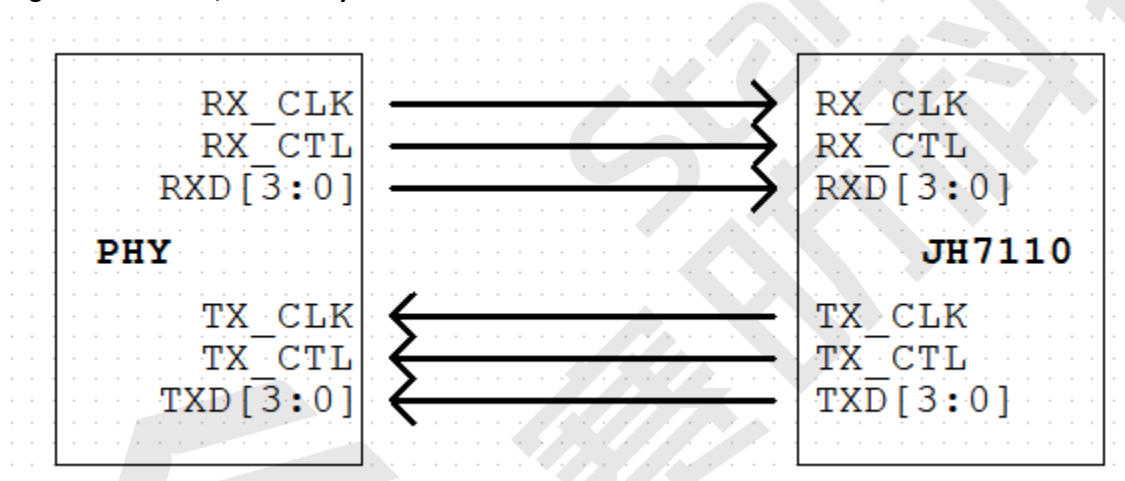 RX_CLK RX_CLK
RX_CTL RX_CTL
RXD[3:0] RXD[3:0]
PHY JH7110
TX_CLK TX_CLK
TX_CTL TX_CTL
TXD[3:0] TXD[3:0]